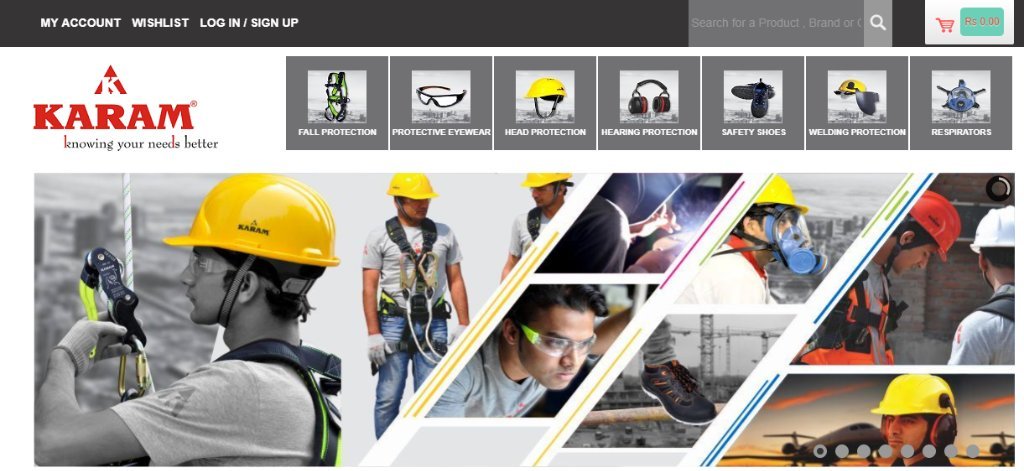 MY ACCOUNT WISHLIST LOG IN / SIGN UP
Search for a Product , Brand or
Rs 0.00
KARAM®
knowing your needs better
FALL PROTECTION
PROTECTIVE EYEWEAR
HEAD PROTECTION
HEARING PROTECTION
SAFETY SHOES
WELDING PROTECTION
RESPIRATORS
KARAM